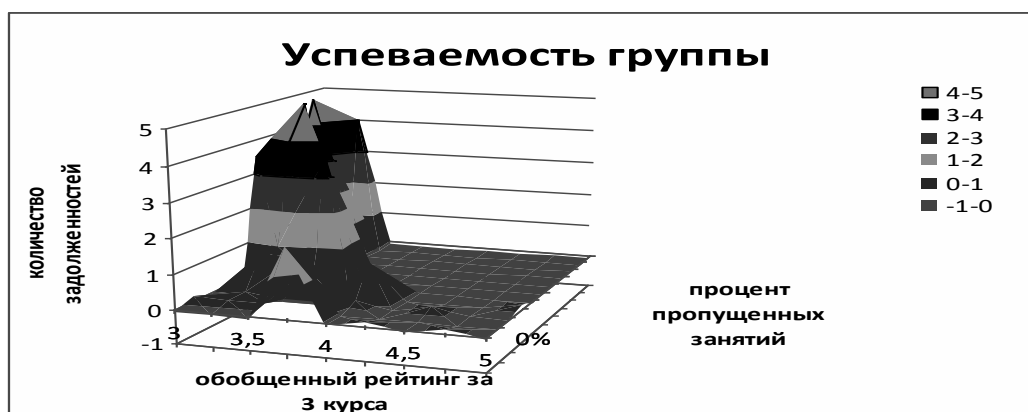 Успеваемость группы
4-5
3-4
2-3
1-2
0-1
-1-0
5
4
3
2
1
0
-1
количество
задолженностей
3
3,5
4
4,5
5
0%
обобщенный рейтинг за
3 курса
процент
пропущенных
занятий